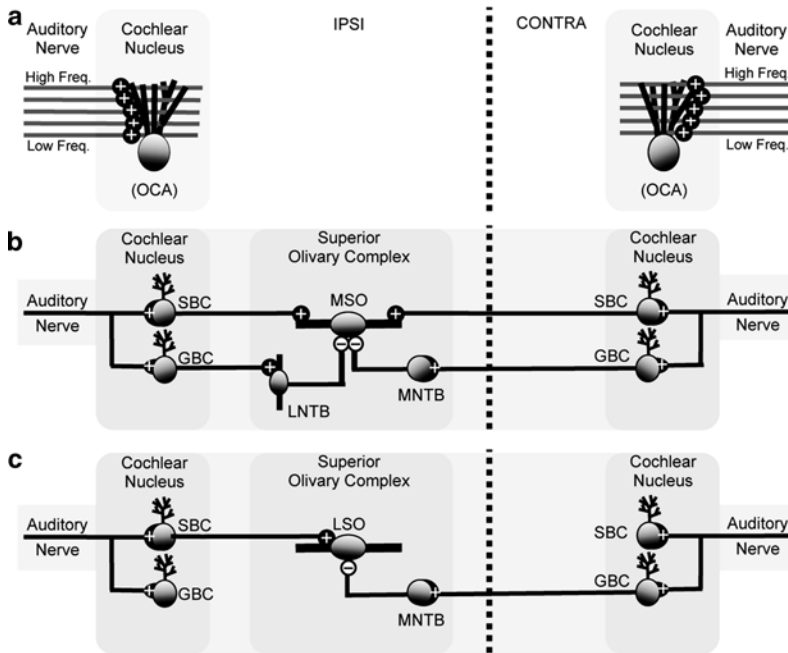 a
Auditory
Nerve
Cochlear
Nucleus
IPSI
CONTRA
Cochlear
Nucleus
Auditory
Nerve
High Freq.
Low Freq.
(OCA)
High Freq.
Low Freq.
(OCA)
b
Cochlear
Nucleus
Superior
Olivary Complex
Cochlear
Nucleus
Auditory
Nerve
SBC
GBC
MSO
LNTB
MNTB
SBC
GBC
Auditory
Nerve
c
Cochlear
Nucleus
Superior
Olivary Complex
Cochlear
Nucleus
Auditory
Nerve
SBC
GBC
LSO
MNTB
SBC
GBC
Auditory
Nerve